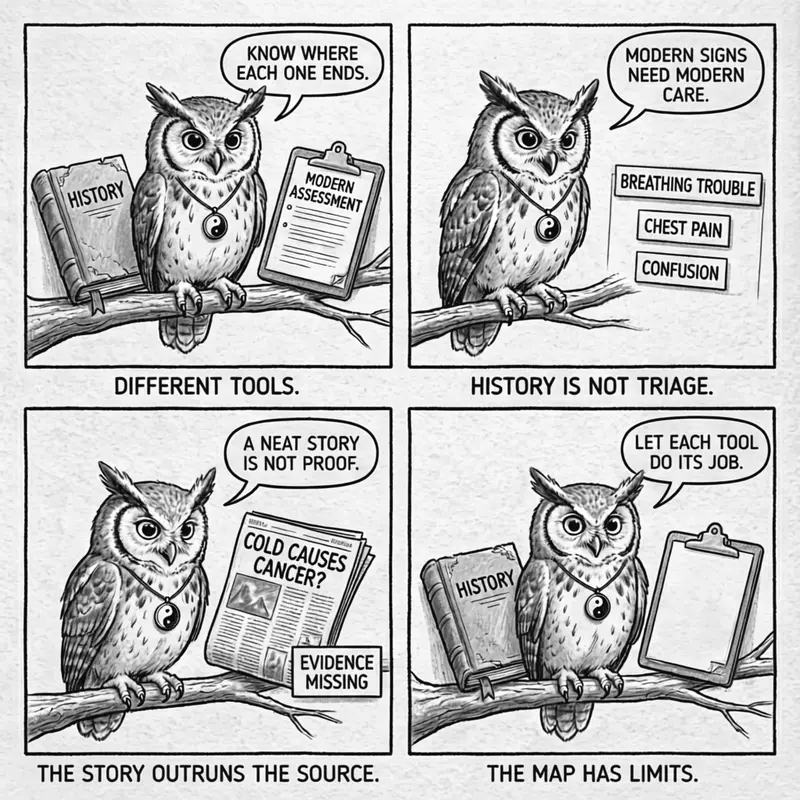 KNOW WHERE
EACH ONE ENDS.
HISTORY
MODERN
ASSESSMENT
DIFFERENT TOOLS.
MODERN SIGNS
NEED MODERN
CARE.
BREATHING TROUBLE
CHEST PAIN
CONFUSION
HISTORY IS NOT TRIAGE.
A NEAT STORY
IS NOT PROOF.
COLD CAUSES
CANCER?
EVIDENCE
MISSING
THE STORY OUTRUNS THE SOURCE.
LET EACH TOOL
DO ITS JOB.
HISTORY
THE MAP HAS LIMITS.